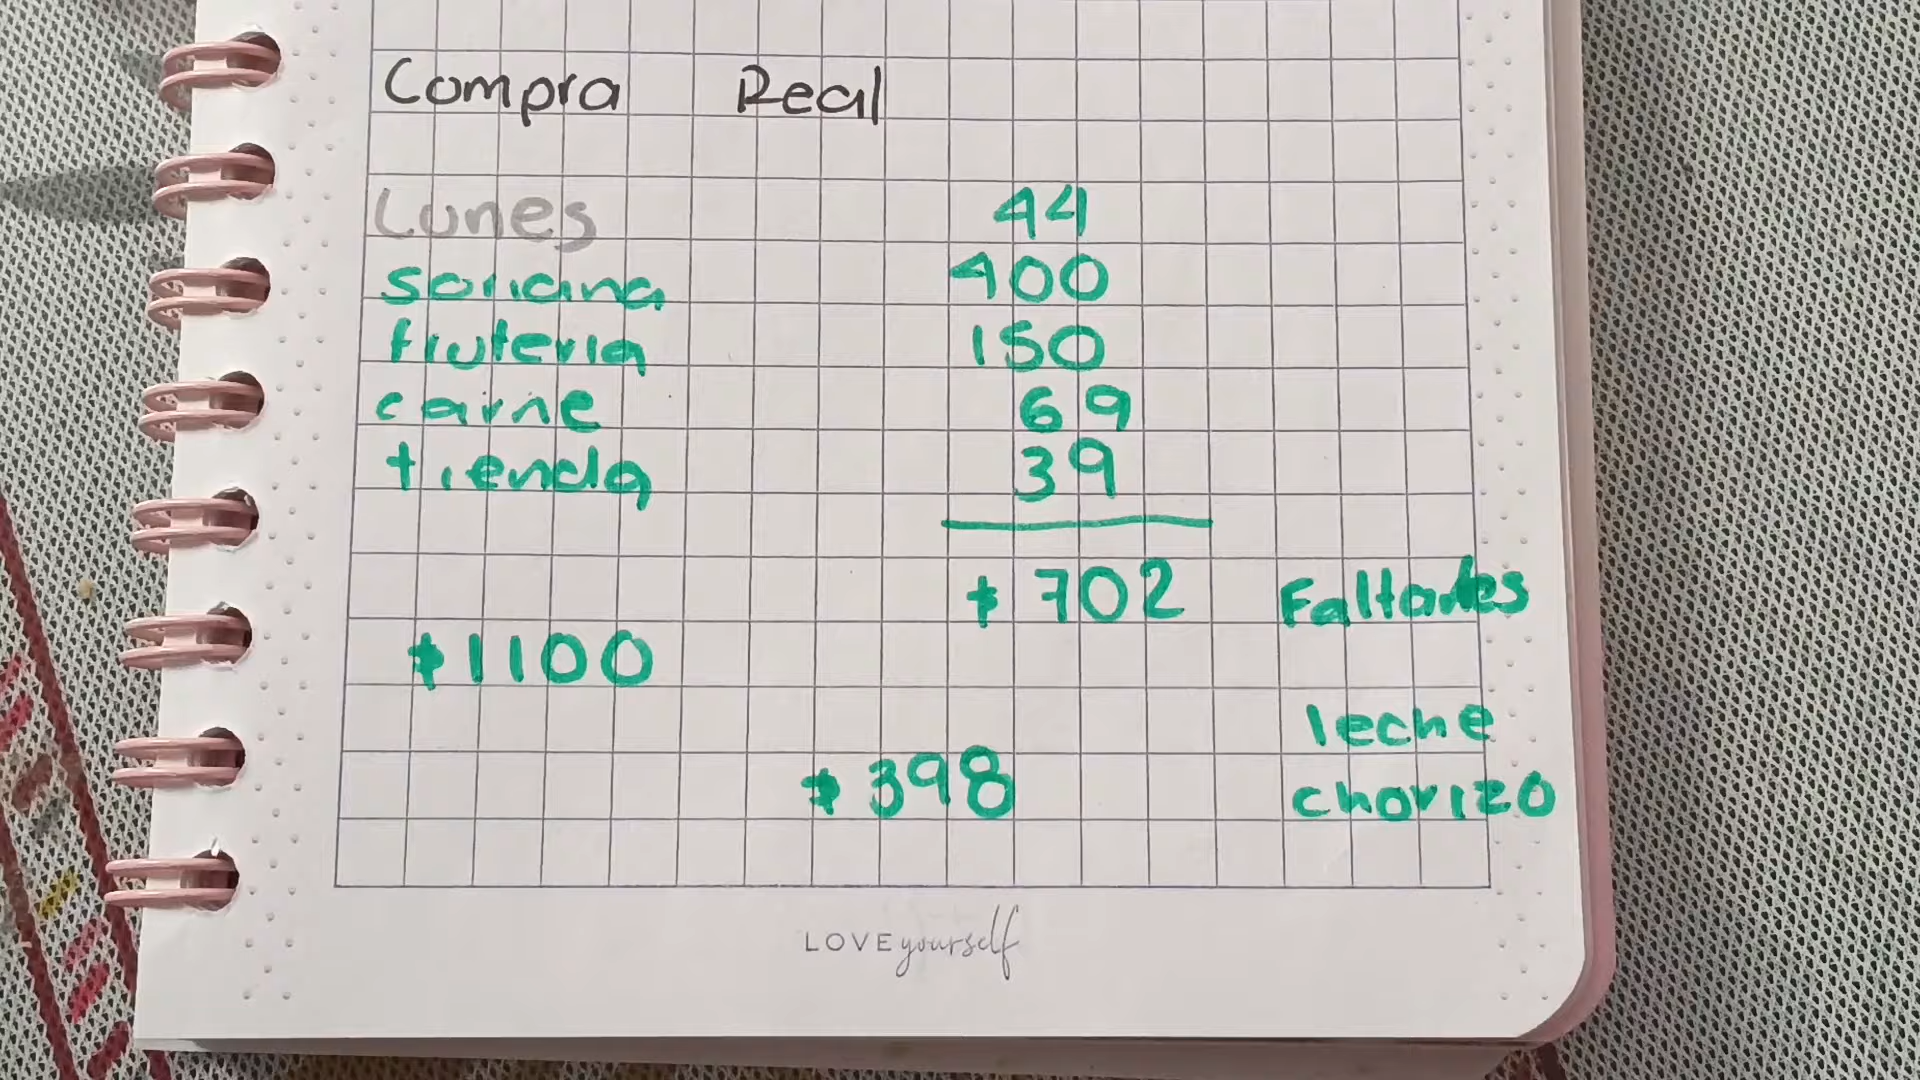 Compra Real
Lunes 44
soriana 400
fruteria 150
carne 69
tienda 39
$ 702 Faltantes
$1100
leche
$398 chorizo
LOVE yourself